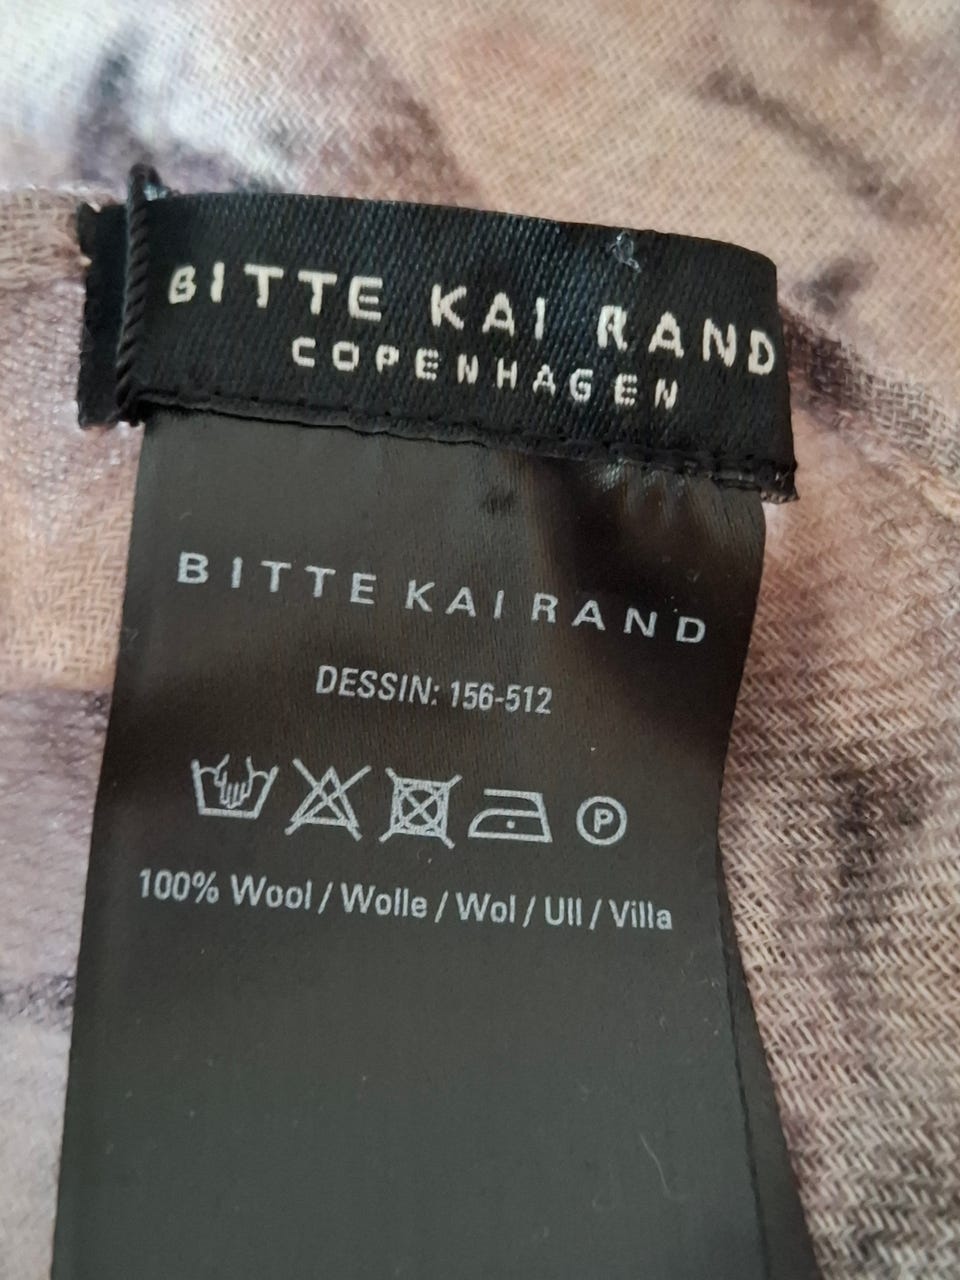 BITTE KAI RAND
COPENHAGEN
BITTE KAI RAND
DESSIN: 156-512
P
100% Wool / Wolle / Wol / Ull / Villa